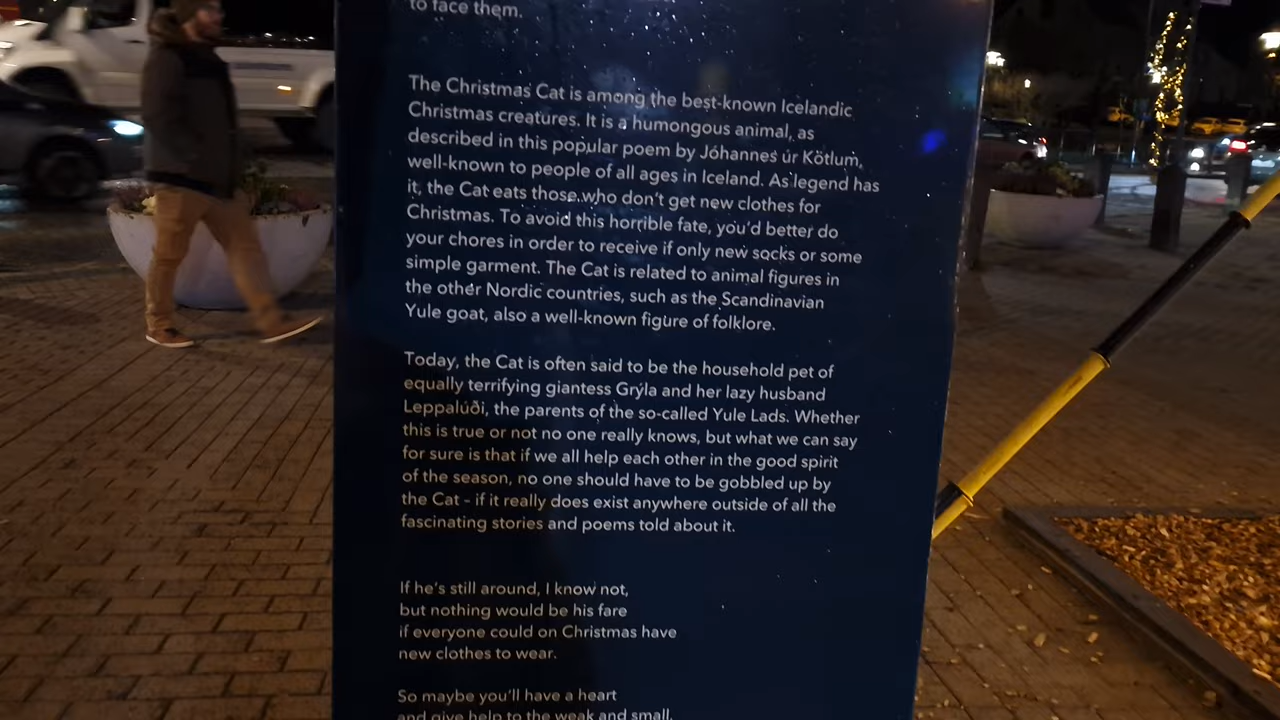 to face them.
The Christmas Cat is among the best-known Icelandic
Christmas creatures. It is a humongous animal, as
described in this popular poem by Jóhannes úr Kötlum,
well-known to people of all ages in Iceland. As legend has
it, the Cat eats those who don't get new clothes for
Christmas. To avoid this horrible fate, you'd better do
your chores in order to receive if only new socks or some
simple garment. The Cat is related to animal figures in
the other Nordic countries, such as the Scandinavian
Yule goat, also a well-known figure of folklore.
Today, the Cat is often said to be the household pet of
equally terrifying giantess Grýla and her lazy husband
Leppalúði, the parents of the so-called Yule Lads. Whether
this is true or not no one really knows, but what we can say
for sure is that if we all help each other in the good spirit
of the season, no one should have to be gobbled up by
the Cat - if it really does exist anywhere outside of all the
fascinating stories and poems told about it.
If he's still around, I know not,
but nothing would be his fare
if everyone could on Christmas have
new clothes to wear.
So maybe you'll have a heart
and give help to the weak and small,